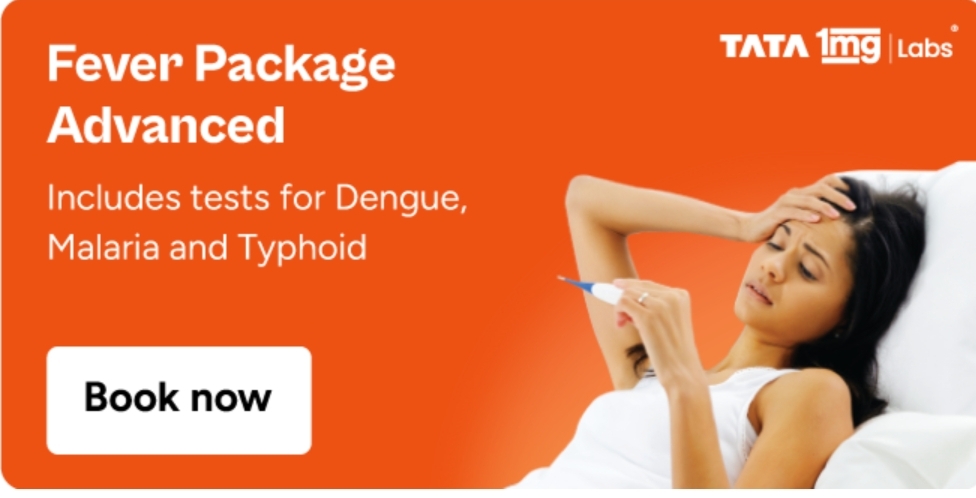 Fever Package
Advanced
TATA 1mg | Labs®
Includes tests for Dengue,
Malaria and Typhoid
Book now